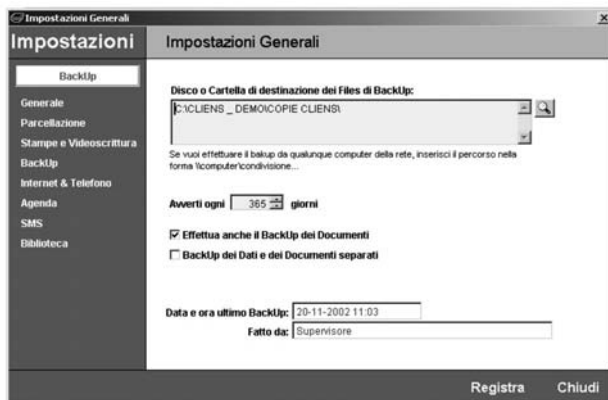 Impostazioni Generali
Impostazioni
Impostazioni Generali
BackUp
Generale
Parcellazione
Stampe e Videoscrittura
BackUp
Internet & Telefono
Agenda
SMS
Biblioteca
Disco o Cartella di destinazione dei Files di BackUp:
C:\CLIENS _ DEMO\COPIE CLIENS\
Se vuoi effettuare il bakup da qualunque computer della rete, inserisci il percorso nella
forma \\computer\condivisione...
Avverti ogni 365 giorni
Effettua anche il BackUp dei Documenti
BackUp dei Dati e dei Documenti separati
Data e ora ultimo BackUp: 20-11-2002 11:03
Fatto da: Supervisore
Registra Chiudi